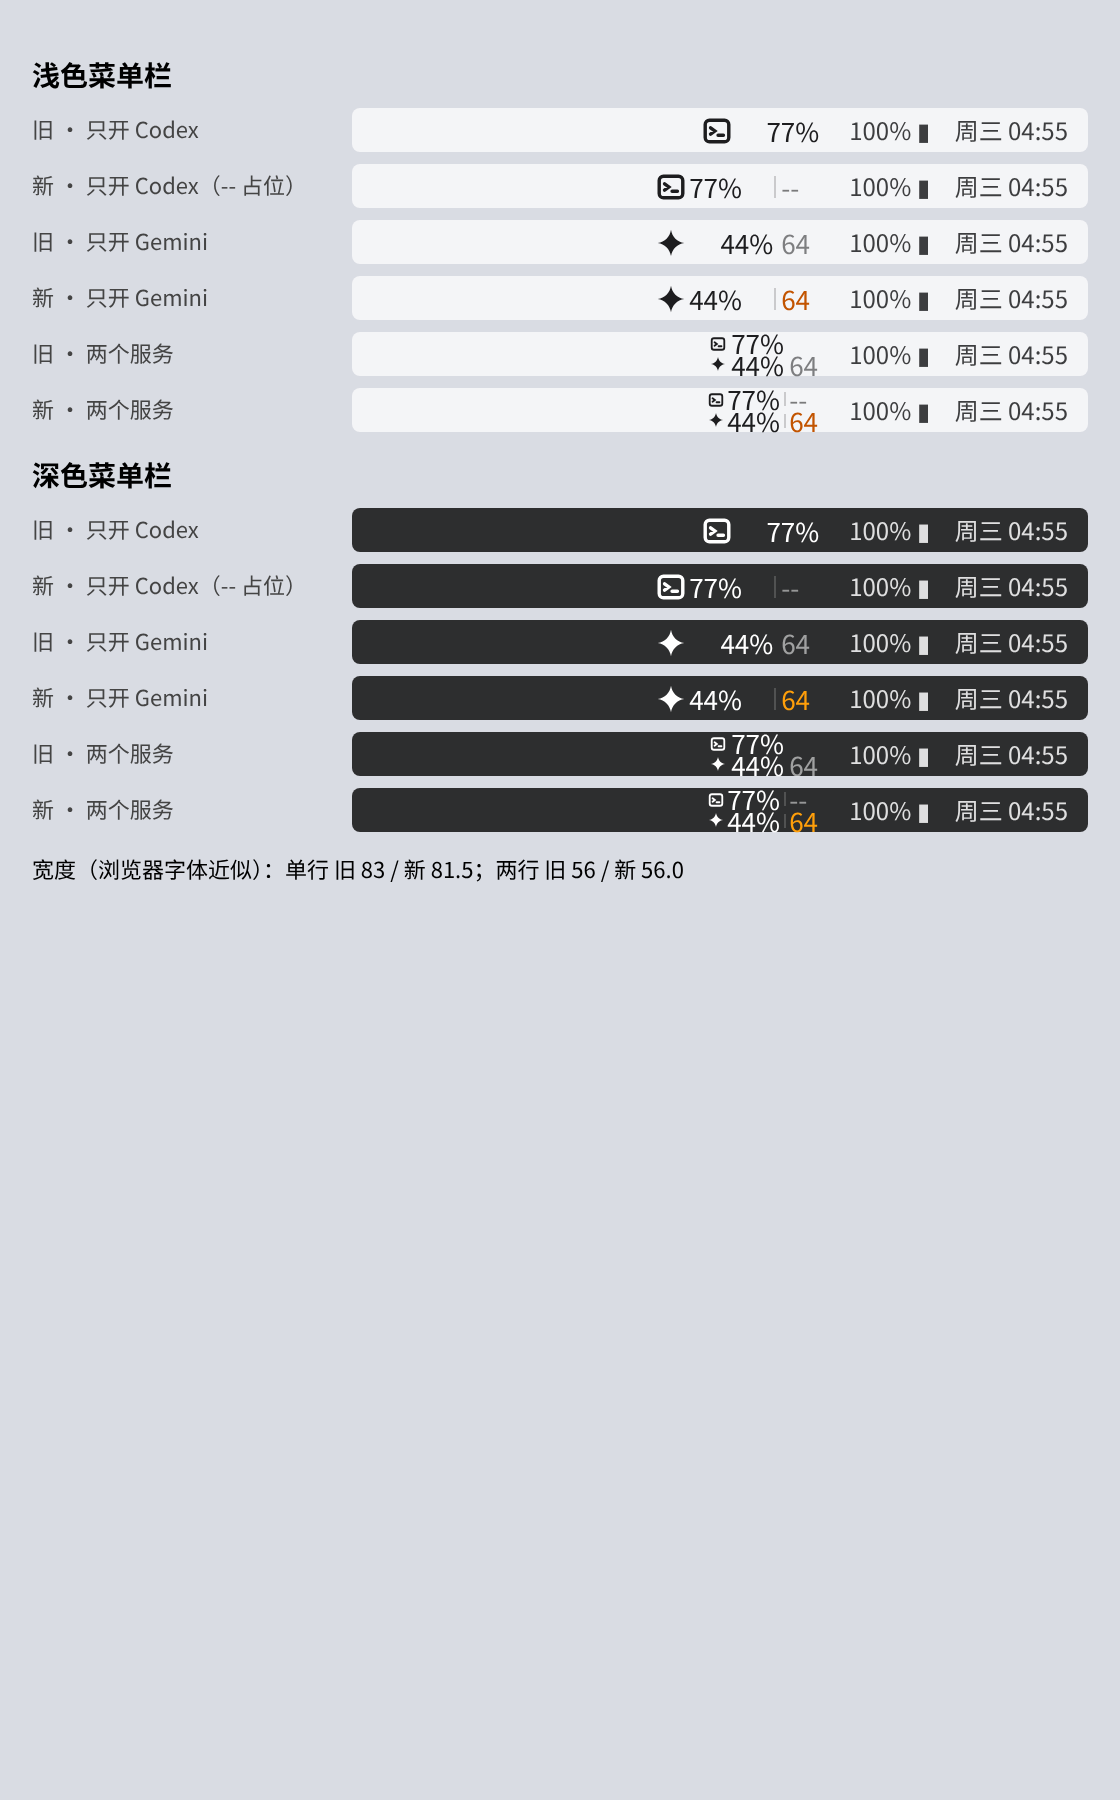 浅色菜单栏
旧 · 只开 Codex 77% 100% 周三 04:55
新 · 只开 Codex（-- 占位） 77% -- 100% 周三 04:55
旧 · 只开 Gemini 44% 64 100% 周三 04:55
新 · 只开 Gemini 44% 64 100% 周三 04:55
旧 · 两个服务 77% 44% 64 100% 周三 04:55
新 · 两个服务 77% -- 44% 64 100% 周三 04:55
深色菜单栏
旧 · 只开 Codex 77% 100% 周三 04:55
新 · 只开 Codex（-- 占位） 77% -- 100% 周三 04:55
旧 · 只开 Gemini 44% 64 100% 周三 04:55
新 · 只开 Gemini 44% 64 100% 周三 04:55
旧 · 两个服务 77% 44% 64 100% 周三 04:55
新 · 两个服务 77% -- 44% 64 100% 周三 04:55
宽度（浏览器字体近似）：单行 旧 83 / 新 81.5；两行 旧 56 / 新 56.0